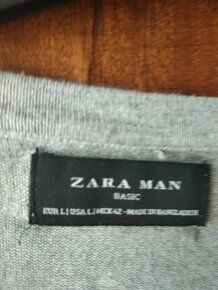 ZARA MAN
BASIC
EUR L | USA L | MEX 42 - MADE IN BANGLADESH